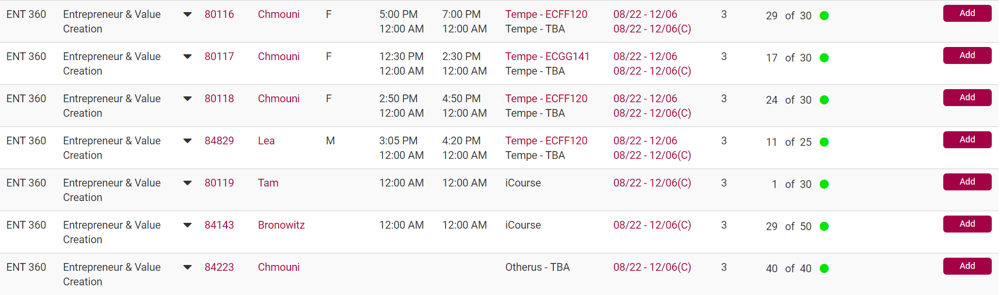 ENT 360 Entrepreneur & Value 80116 Chmouni F 5:00 PM 7:00 PM Tempe - ECFF120 08/22 - 12/06 3 29 of 30 Add
Creation 12:00 AM 12:00 AM Tempe - TBA 08/22 - 12/06(C)
ENT 360 Entrepreneur & Value 80117 Chmouni F 12:30 PM 2:30 PM Tempe - ECGG141 08/22 - 12/06 3 17 of 30 Add
Creation 12:00 AM 12:00 AM Tempe - TBA 08/22 - 12/06(C)
ENT 360 Entrepreneur & Value 80118 Chmouni F 2:50 PM 4:50 PM Tempe - ECFF120 08/22 - 12/06 3 24 of 30 Add
Creation 12:00 AM 12:00 AM Tempe - TBA 08/22 - 12/06(C)
ENT 360 Entrepreneur & Value 84829 Lea M 3:05 PM 4:20 PM Tempe - ECFF120 08/22 - 12/06 3 11 of 25 Add
Creation 12:00 AM 12:00 AM Tempe - TBA 08/22 - 12/06(C)
ENT 360 Entrepreneur & Value 80119 Tam 12:00 AM 12:00 AM iCourse 08/22 - 12/06(C) 3 1 of 30 Add
Creation
ENT 360 Entrepreneur & Value 84143 Bronowitz 12:00 AM 12:00 AM iCourse 08/22 - 12/06(C) 3 29 of 50 Add
Creation
ENT 360 Entrepreneur & Value 84223 Chmouni Otherus - TBA 08/22 - 12/06(C) 3 40 of 40 Add
Creation